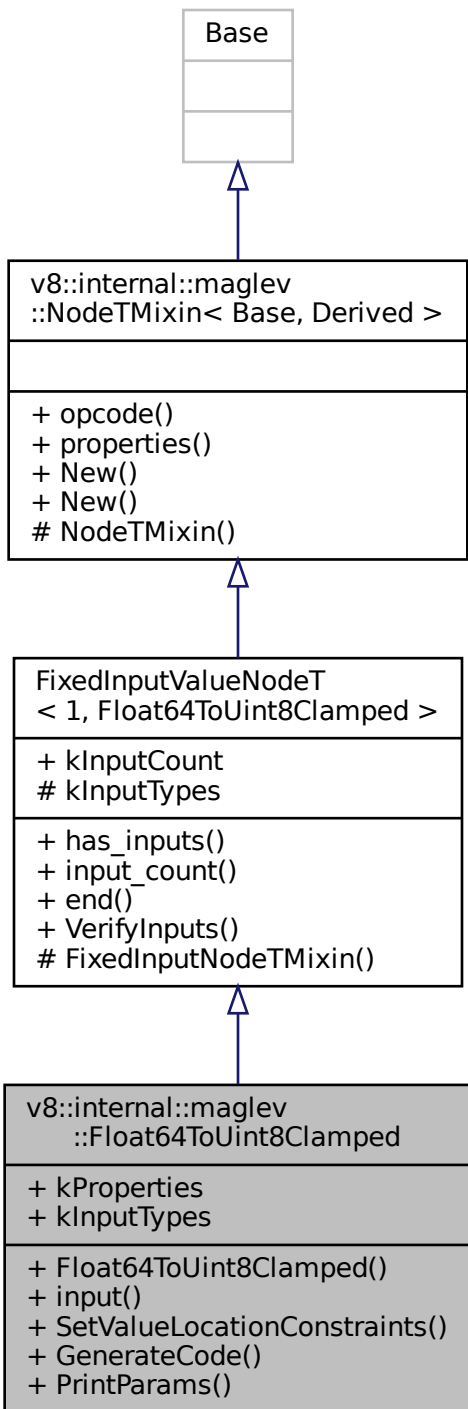 Base
v8::internal::maglev
::NodeTMixin< Base, Derived >
+ opcode()
+ properties()
+ New()
+ New()
# NodeTMixin()
FixedInputValueNodeT
< 1, Float64ToUint8Clamped >
+ kInputCount
# kInputTypes
+ has_inputs()
+ input_count()
+ end()
+ VerifyInputs()
# FixedInputNodeTMixin()
v8::internal::maglev
::Float64ToUint8Clamped
+ kProperties
+ kInputTypes
+ Float64ToUint8Clamped()
+ input()
+ SetValueLocationConstraints()
+ GenerateCode()
+ PrintParams()